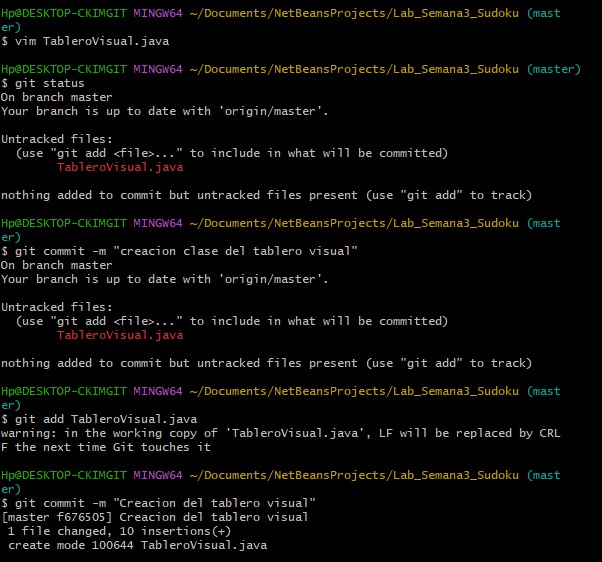 Hp@DESKTOP-CKIMGIT MINGW64 ~/Documents/NetBeansProjects/Lab_Semana3_Sudoku (mast
er)
$ vim TableroVisual.java
Hp@DESKTOP-CKIMGIT MINGW64 ~/Documents/NetBeansProjects/Lab_Semana3_Sudoku (master)
$ git status
On branch master
Your branch is up to date with 'origin/master'.
Untracked files:
  (use "git add <file>..." to include in what will be committed)
        TableroVisual.java
nothing added to commit but untracked files present (use "git add" to track)
Hp@DESKTOP-CKIMGIT MINGW64 ~/Documents/NetBeansProjects/Lab_Semana3_Sudoku (mast
er)
$ git commit -m "creacion clase del tablero visual"
On branch master
Your branch is up to date with 'origin/master'.
Untracked files:
  (use "git add <file>..." to include in what will be committed)
        TableroVisual.java
nothing added to commit but untracked files present (use "git add" to track)
Hp@DESKTOP-CKIMGIT MINGW64 ~/Documents/NetBeansProjects/Lab_Semana3_Sudoku (mast
er)
$ git add TableroVisual.java
warning: in the working copy of 'TableroVisual.java', LF will be replaced by CRL
F the next time Git touches it
Hp@DESKTOP-CKIMGIT MINGW64 ~/Documents/NetBeansProjects/Lab_Semana3_Sudoku (mast
er)
$ git commit -m "Creacion del tablero visual"
[master f676505] Creacion del tablero visual
 1 file changed, 10 insertions(+)
 create mode 100644 TableroVisual.java